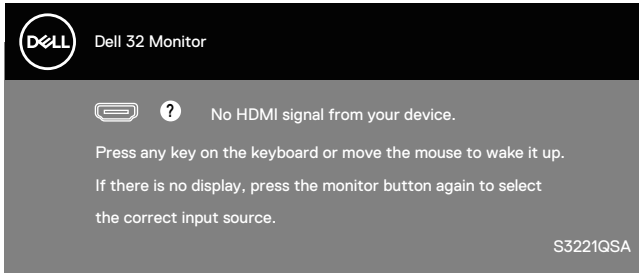 DELL
Dell 32 Monitor
? No HDMI signal from your device.
Press any key on the keyboard or move the mouse to wake it up.
If there is no display, press the monitor button again to select
the correct input source.
S3221QSA